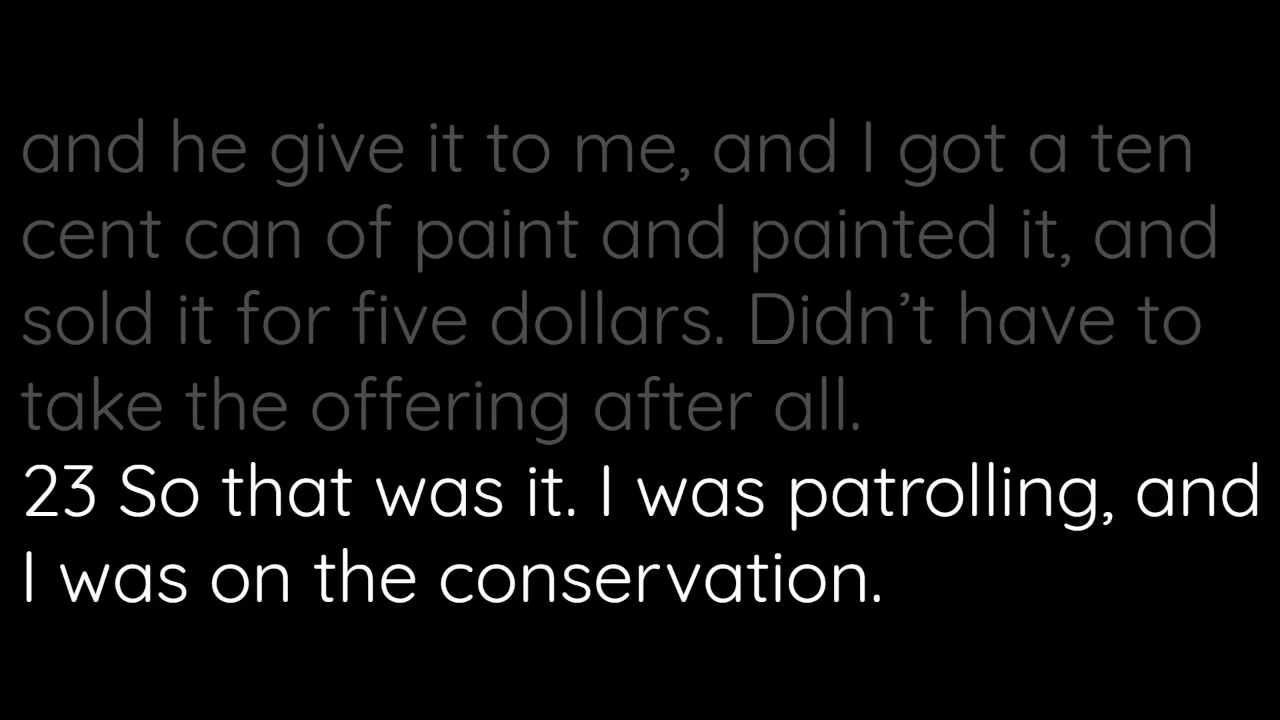 and he give it to me, and I got a ten
cent can of paint and painted it, and
sold it for five dollars. Didn’t have to
take the offering after all.
23 So that was it. I was patrolling, and
I was on the conservation.